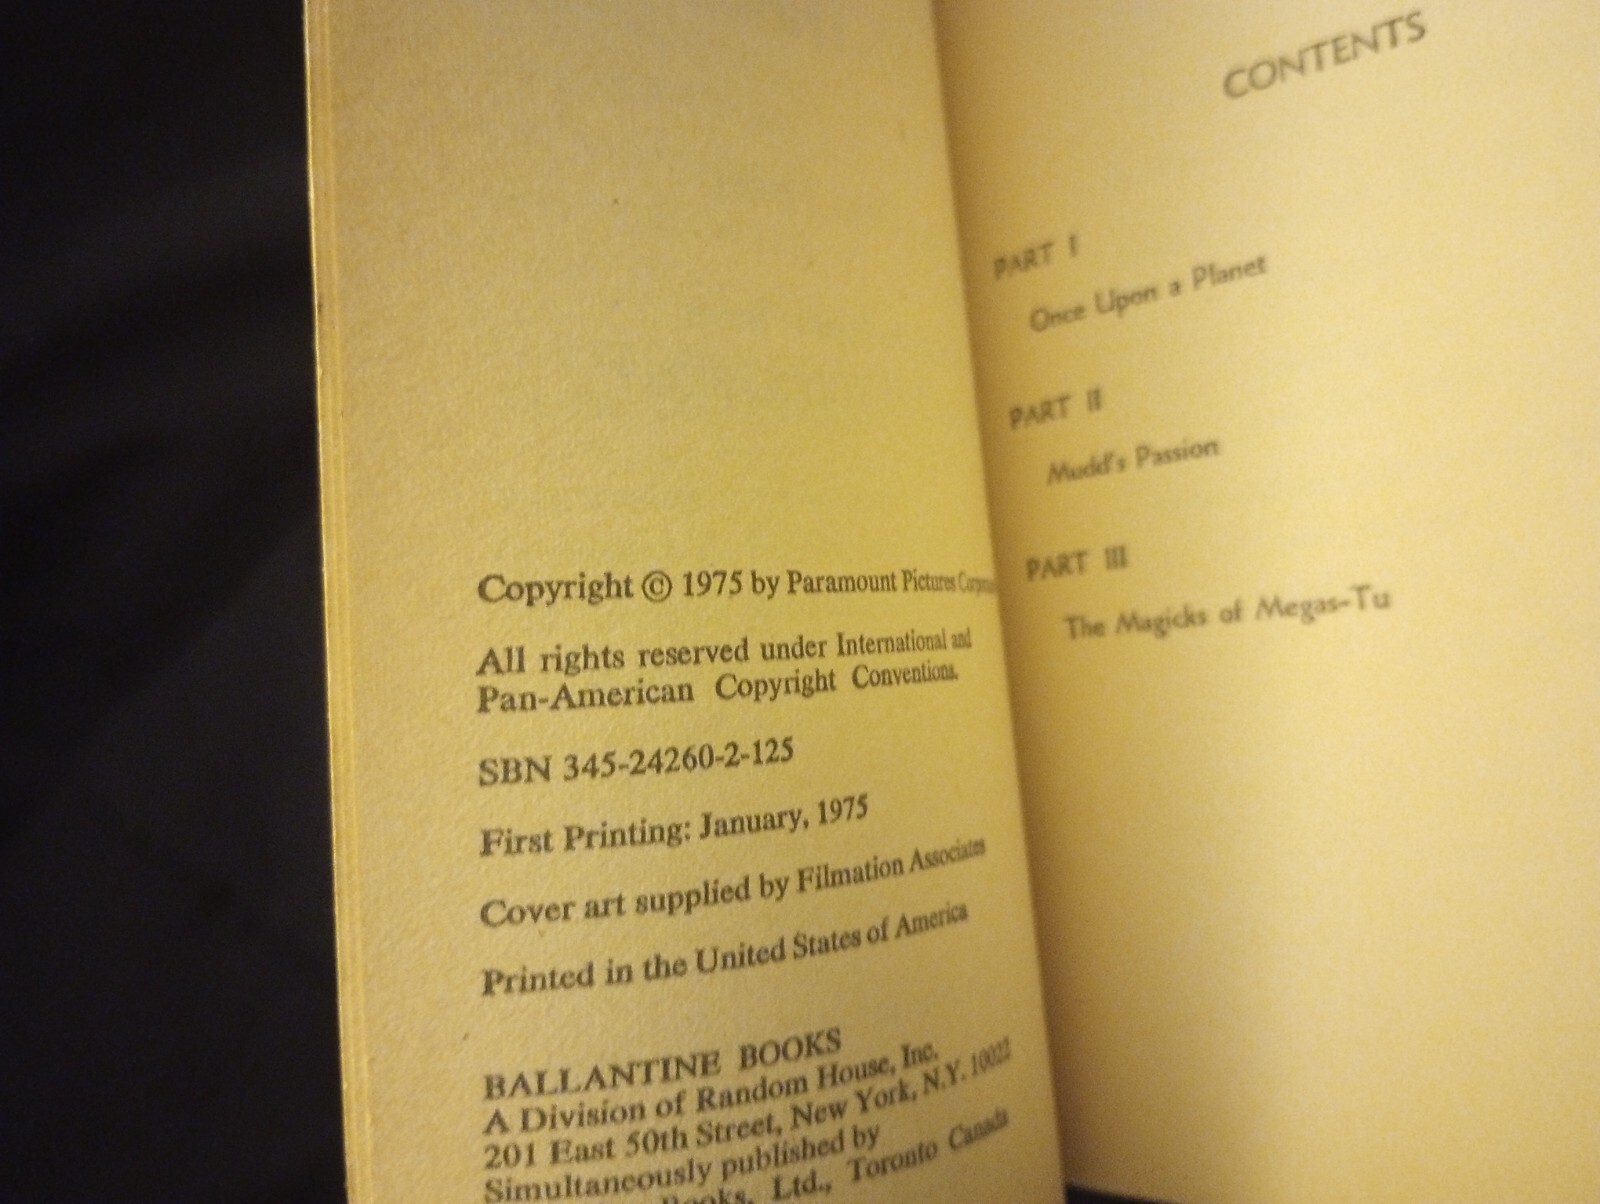 Copyright © 1975 by Paramount Pictures
All rights reserved under International and
Pan-American Copyright Conventions.
SBN 345-24260-2-125
First Printing: January, 1975
Cover art supplied by Filmation Associates
Printed in the United States of America
BALLANTINE BOOKS
A Division of Random House, Inc.
201 East 50th Street, New York, N.Y. 10022
Simultaneously published by
Books, Ltd., Toronto Canada
CONTENTS
PART I
Once Upon a Planet
PART II
Mudd's Passion
PART III
The Magicks of Megas-Tu